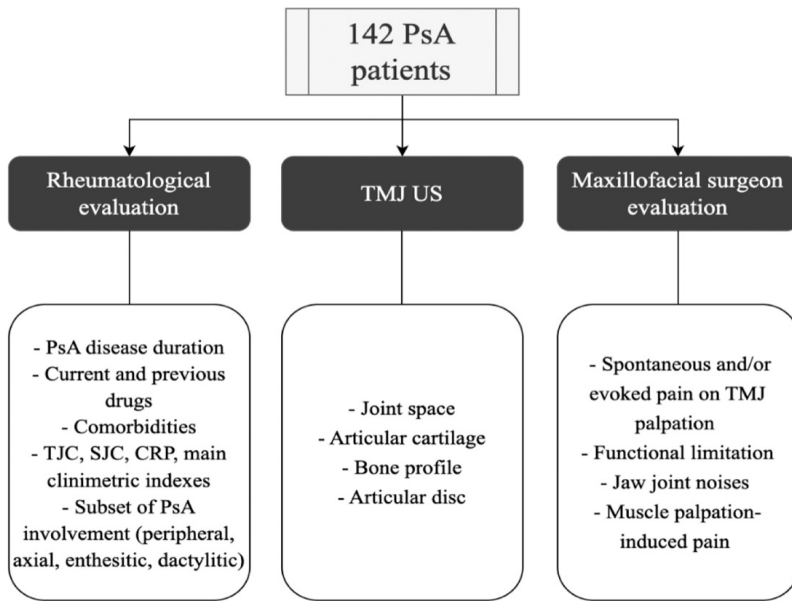 142 PsA
patients
Rheumatological
evaluation
TMJ US
Maxillofacial surgeon
evaluation
- PsA disease duration
- Current and previous
drugs
- Comorbidities
- TJC, SJC, CRP, main
clinimetric indexes
- Subset of PsA
involvement (peripheral,
axial, enthesitic, dactylitic)
- Joint space
- Articular cartilage
- Bone profile
- Articular disc
- Spontaneous and/or
evoked pain on TMJ
palpation
- Functional limitation
- Jaw joint noises
- Muscle palpation-
induced pain